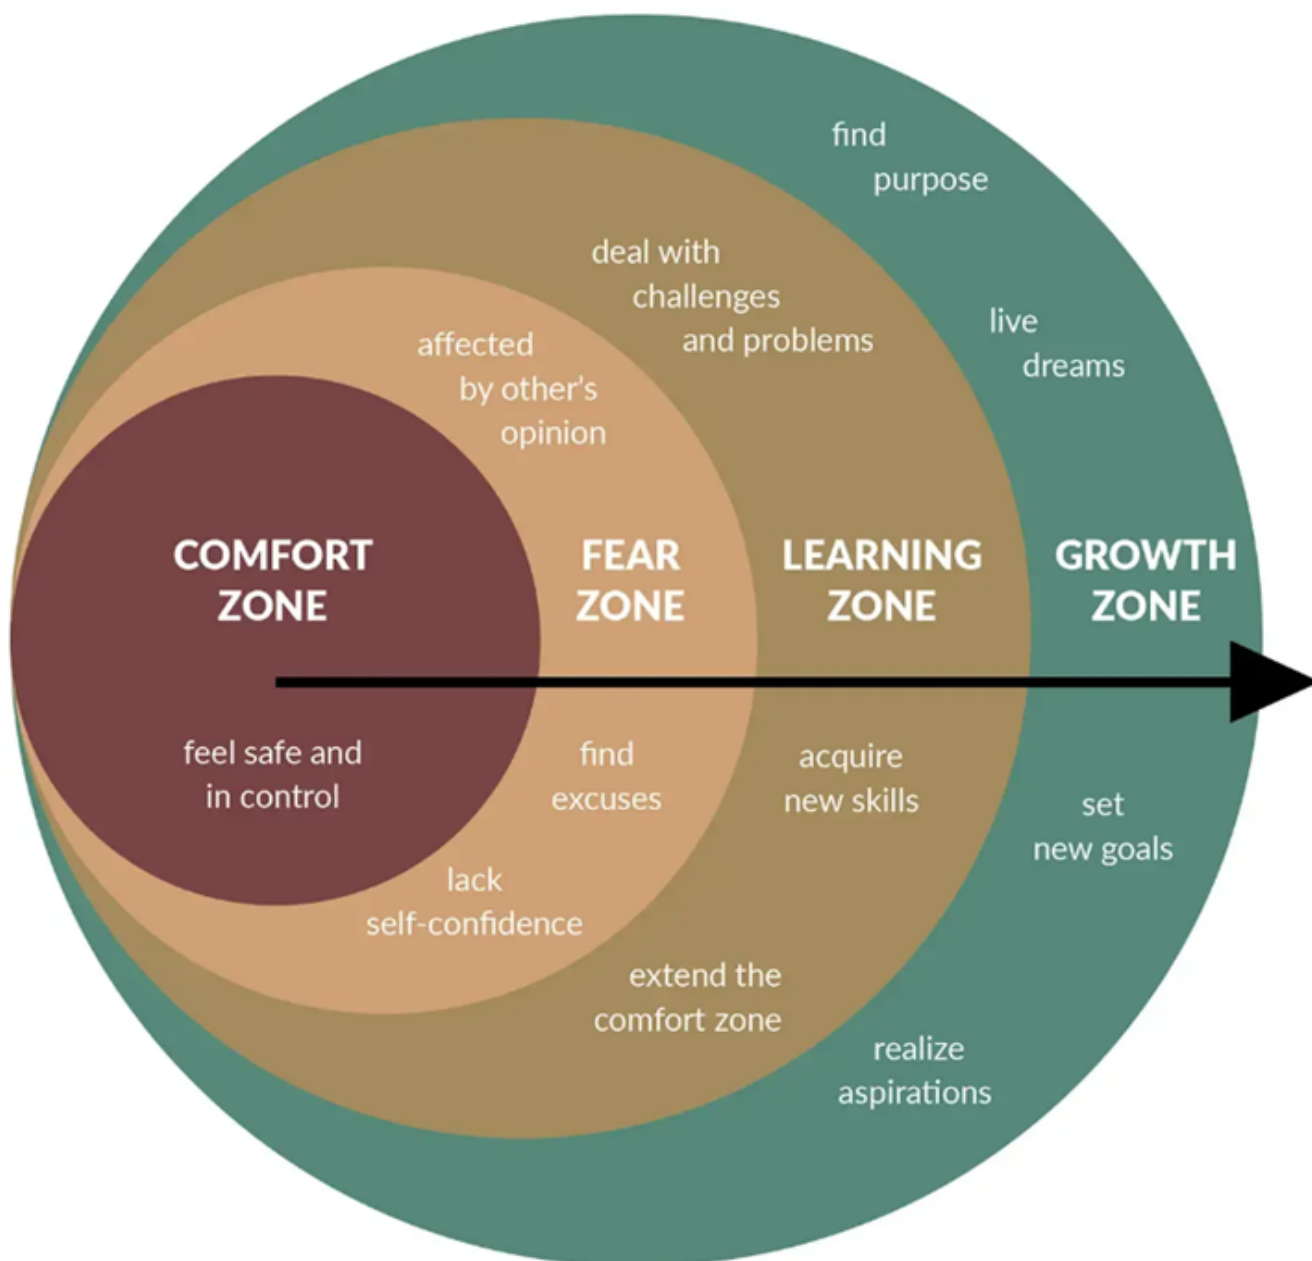 find
purpose
deal with
challenges
and problems
live
dreams
affected
by other’s
opinion
COMFORT
ZONE
FEAR
ZONE
LEARNING
ZONE
GROWTH
ZONE
feel safe and
in control
find
excuses
acquire
new skills
set
new goals
lack
self-confidence
extend the
comfort zone
realize
aspirations